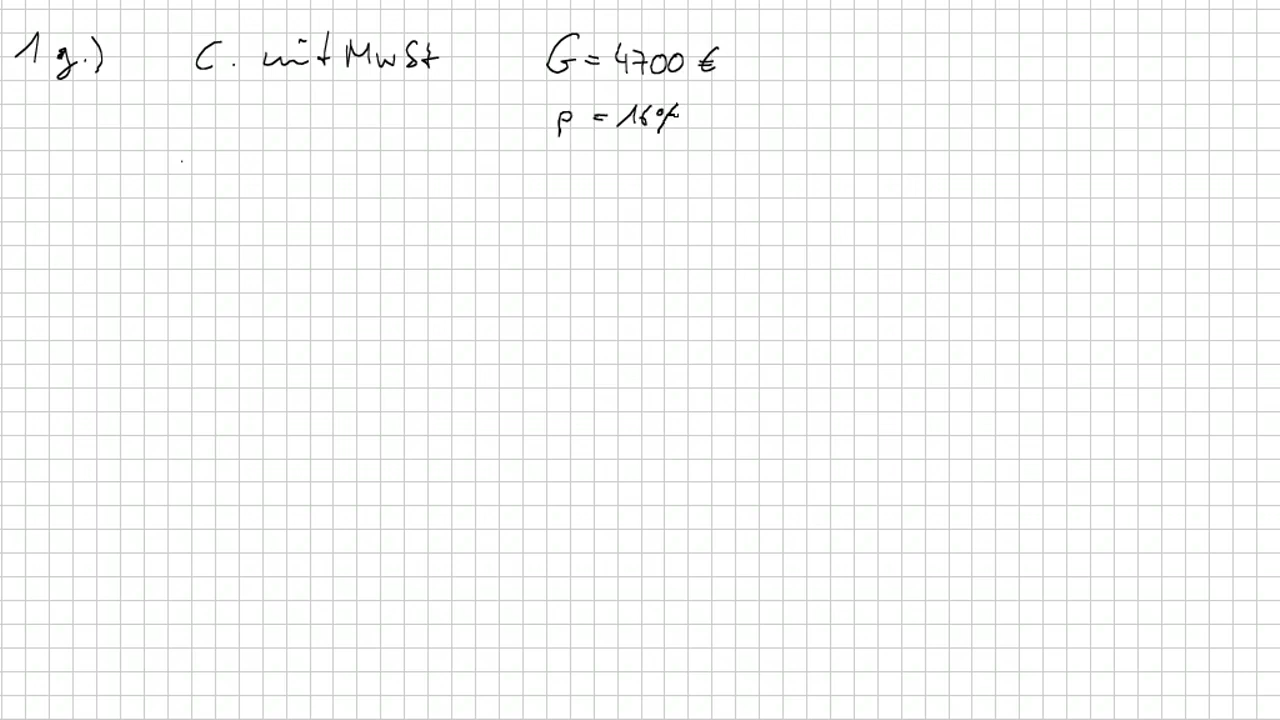 1 g.) C. mit MwSt G = 4700 €
p = 16%